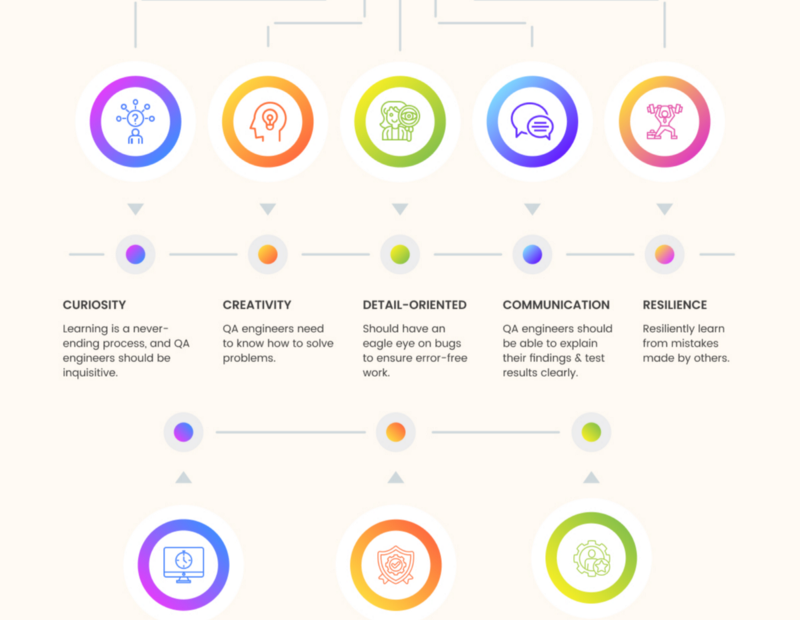 CURIOSITY
Learning is a never-
ending process, and QA
engineers should be
inquisitive.
CREATIVITY
QA engineers need
to know how to solve
problems.
DETAIL-ORIENTED
Should have an
eagle eye on bugs
to ensure error-free
work.
COMMUNICATION
QA engineers should
be able to explain
their findings & test
results clearly.
RESILIENCE
Resiliently learn
from mistakes
made by others.